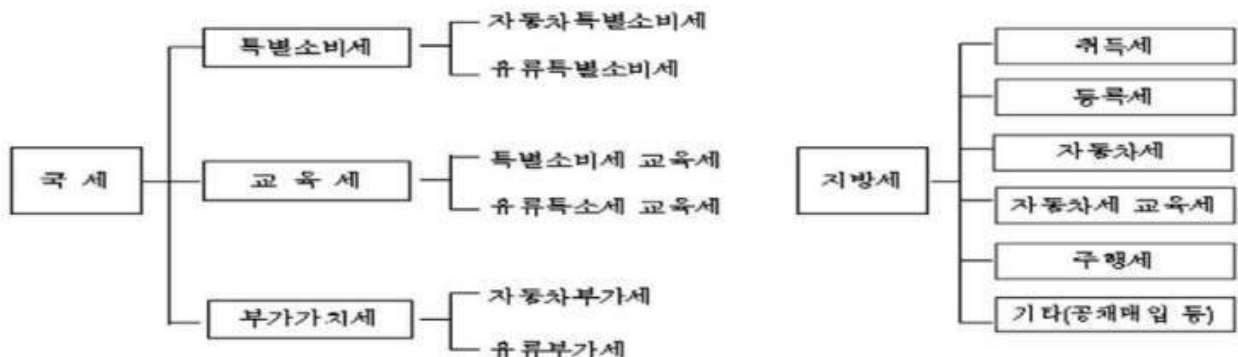 국 세
특별소비세
자동차특별소비세
유류특별소비세
교 육 세
특별소비세 교육세
유류특소세 교육세
부가가치세
자동차부가세
유류부가세
지방세
취득세
등록세
자동차세
자동차세 교육세
주행세
기타(공채매입 등)